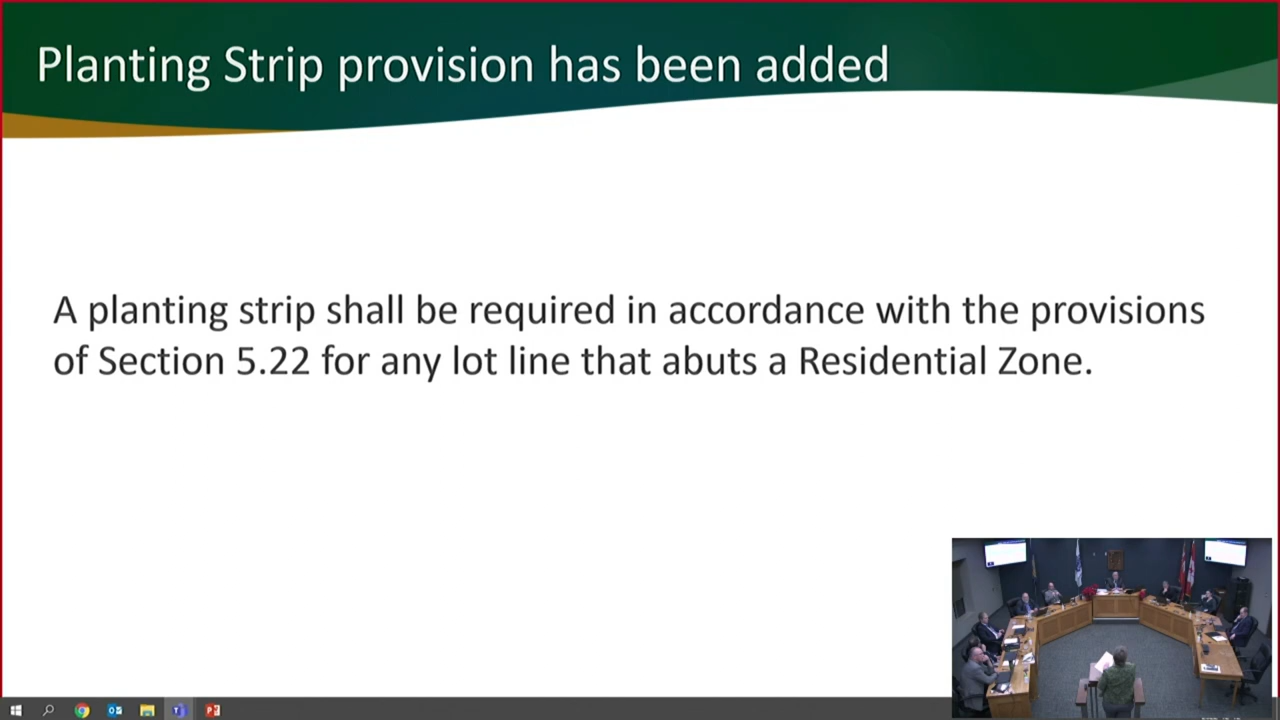 Planting Strip provision has been added
A planting strip shall be required in accordance with the provisions
of Section 5.22 for any lot line that abuts a Residential Zone.